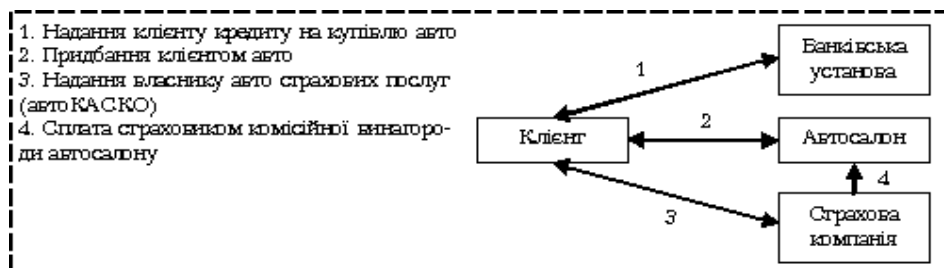 1. Надання клієнту кредиту на купівлю авто
2. Придбання клієнтом авто
3. Надання власнику авто страхових послуг
(автоКАСКО)
4. Сплата страховиком комісійної винагоро-
ди автосалону
Банківська
установа
1
2
Клієнт
Автосалон
4
3
Страхова
компанія